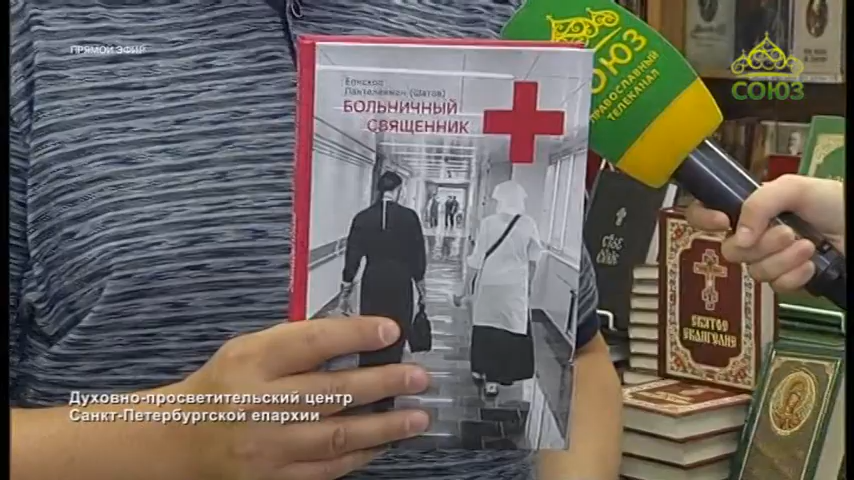 ПРЯМОЙ ЭФИР
Епископ
Пантелеимон (Шатов)
БОЛЬНИЧНЫЙ
СВЯЩЕННИК
СОЮЗ
ПРАВОСЛАВНЫЙ
ТЕЛЕКАНАЛ
СОЮЗ
СВЯТОЕ
ЕВАНГЕЛИЕ
Духовно-просветительский центр
Санкт-Петербургской епархии